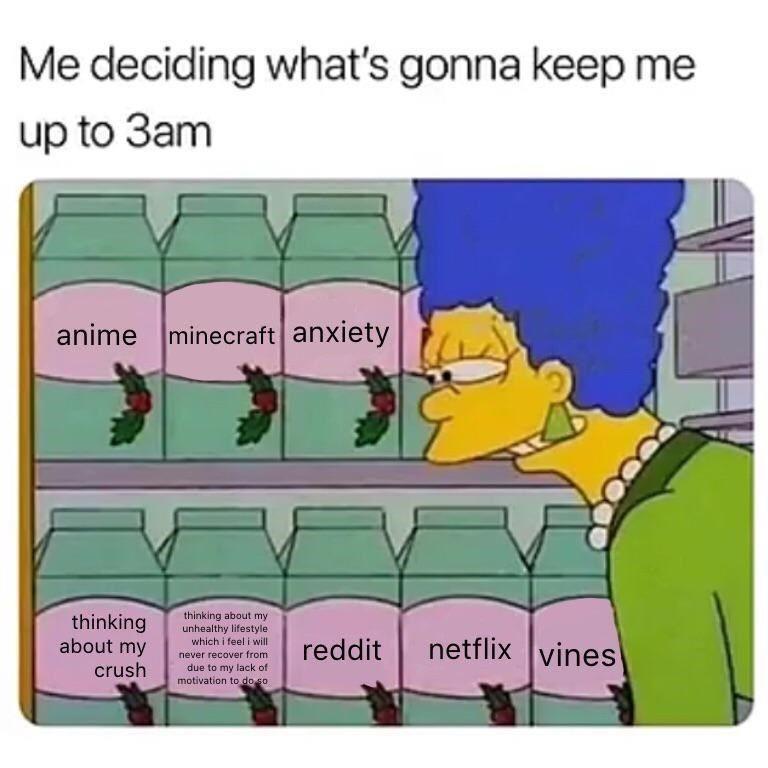 Me deciding what's gonna keep me
up to 3am
anime
minecraft
anxiety
thinking
about my
crush
thinking about my
unhealthy lifestyle
which i feel i will
never recover from
due to my lack of
motivation to do so
reddit
netflix
vines